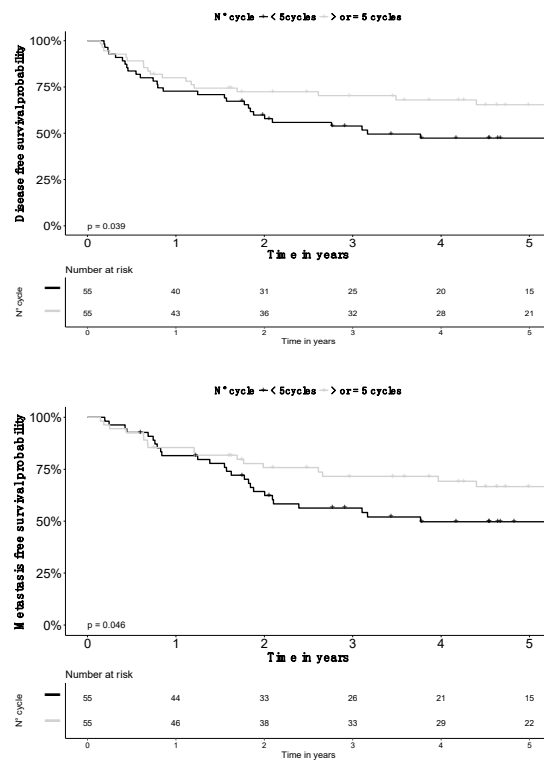 N° cycle < 5 cycles > or = 5 cycles
Disease free survival probability
100%
75%
50%
25%
0%
p = 0.039
0 1 2 3 4 5
Time in years
Number at risk
N° cycle
55 40 31 25 20 15
55 43 36 32 28 21
0 1 2 3 4 5
Time in years
N° cycle < 5 cycles > or = 5 cycles
Metastasis free survival probability
100%
75%
50%
25%
0%
p = 0.046
0 1 2 3 4 5
Time in years
Number at risk
N° cycle
55 44 33 26 21 15
55 46 38 33 29 22
0 1 2 3 4 5
Time in years